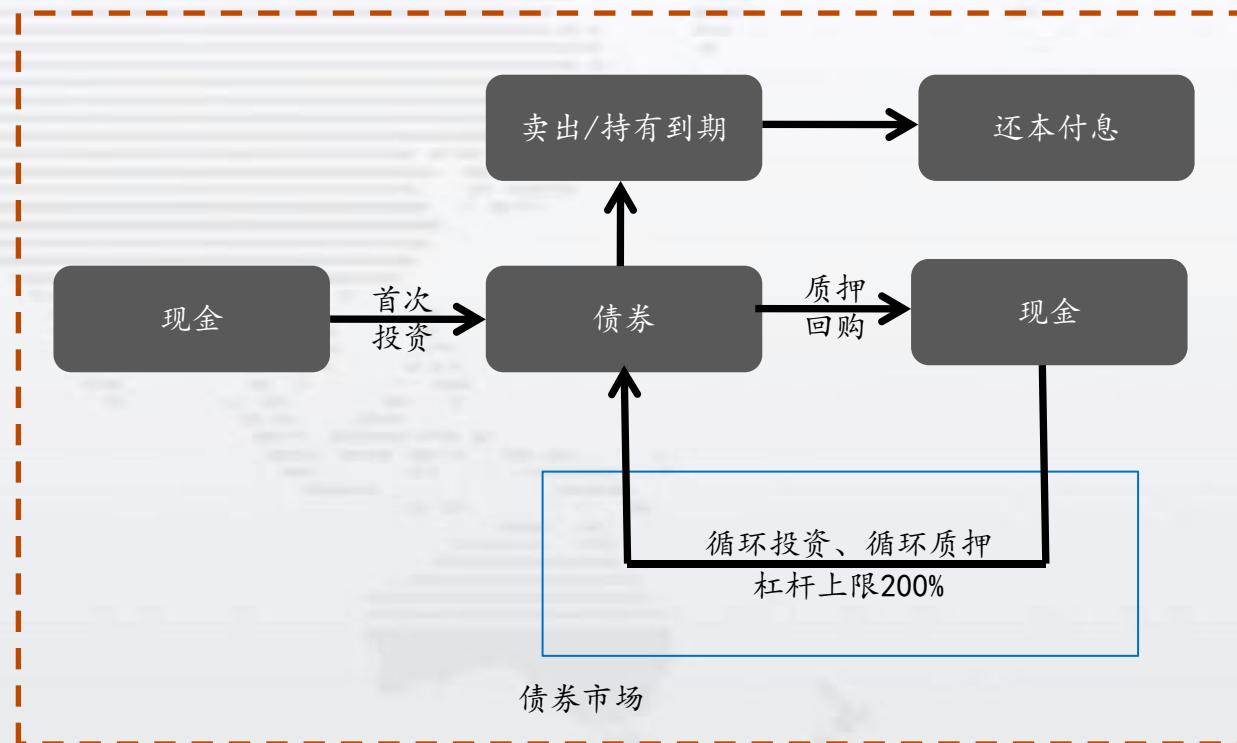 卖出/持有到期
还本付息
现金
首次
投资
债券
质押
回购
现金
循环投资、循环质押
杠杆上限200%
债券市场